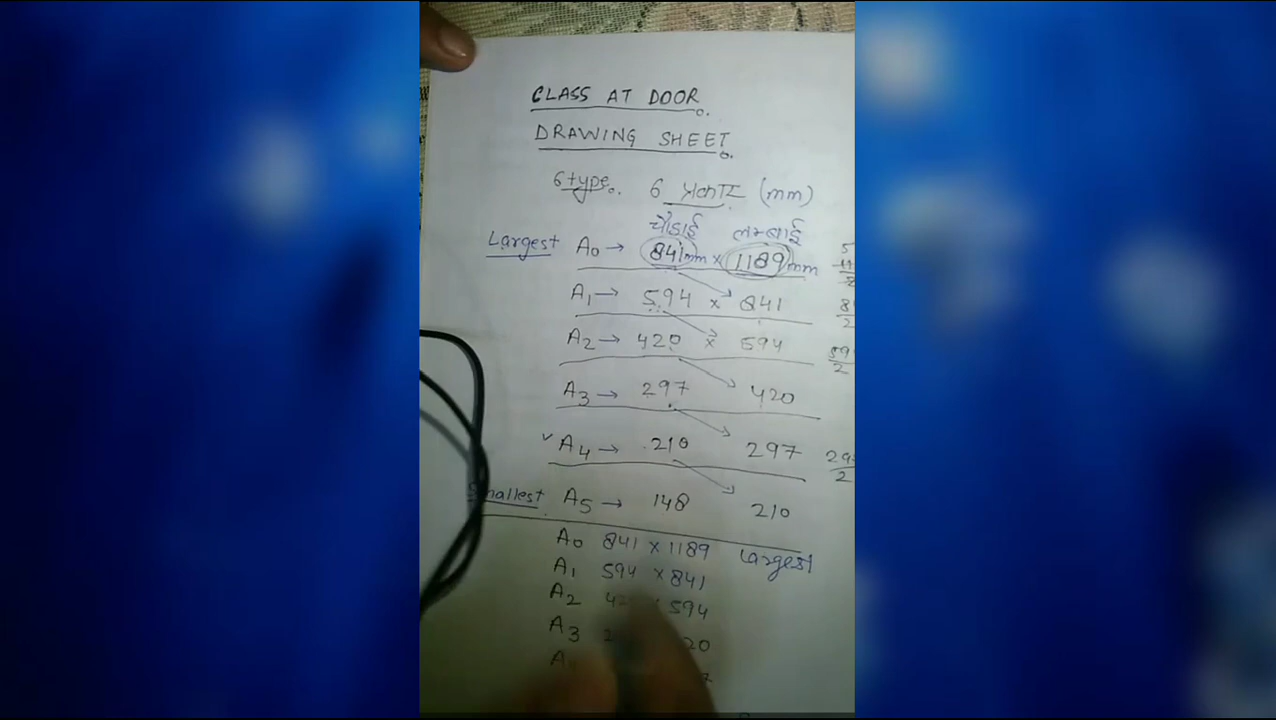 CLASS AT DOOR
DRAWING SHEET
6 type. 6 प्रकार (mm)
चौडाई लम्बाई
Largest A0 → 841mm x 1189mm
A1 → 594 x 841
A2 → 420 x 594
A3 → 297 420
✓ A4 → 210 297
Smallest A5 → 148 210
A0 841 x 1189 Largest
A1 594 x 841
A2 594
A3